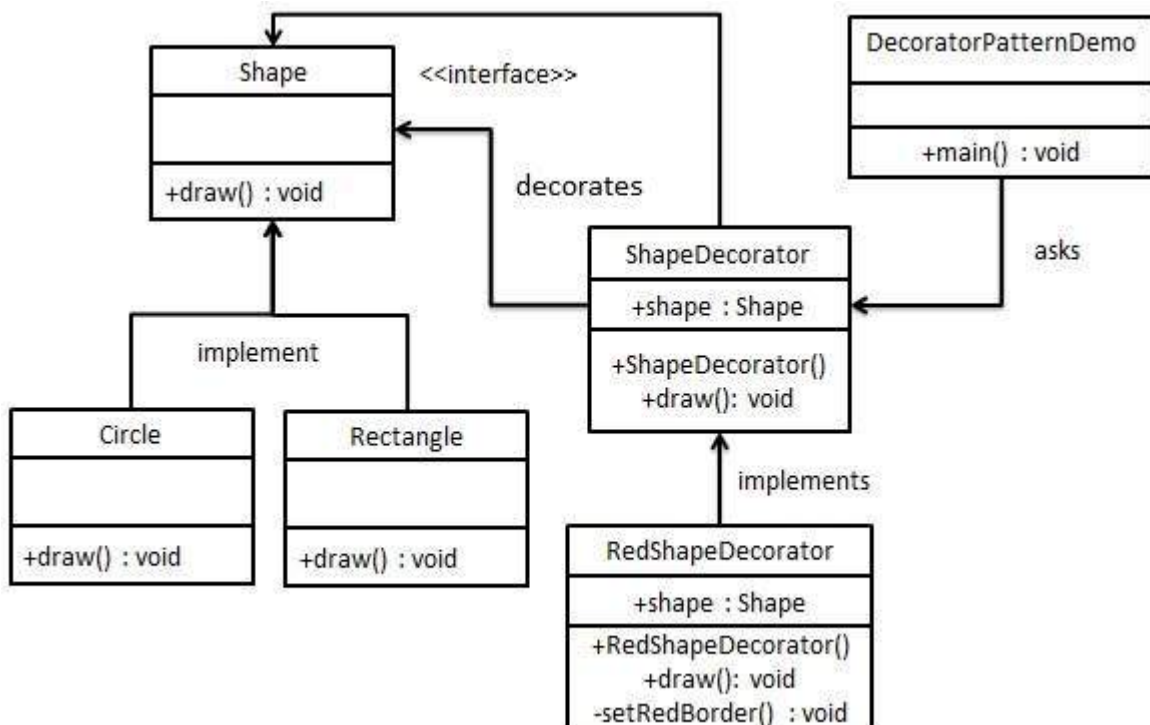 Shape
+draw() : void
<<interface>>
DecoratorPatternDemo
+main() : void
decorates
asks
ShapeDecorator
+shape : Shape
+ShapeDecorator()
+draw(): void
implement
Circle
+draw() : void
Rectangle
+draw() : void
implements
RedShapeDecorator
+shape : Shape
+RedShapeDecorator()
+draw(): void
-setRedBorder() : void